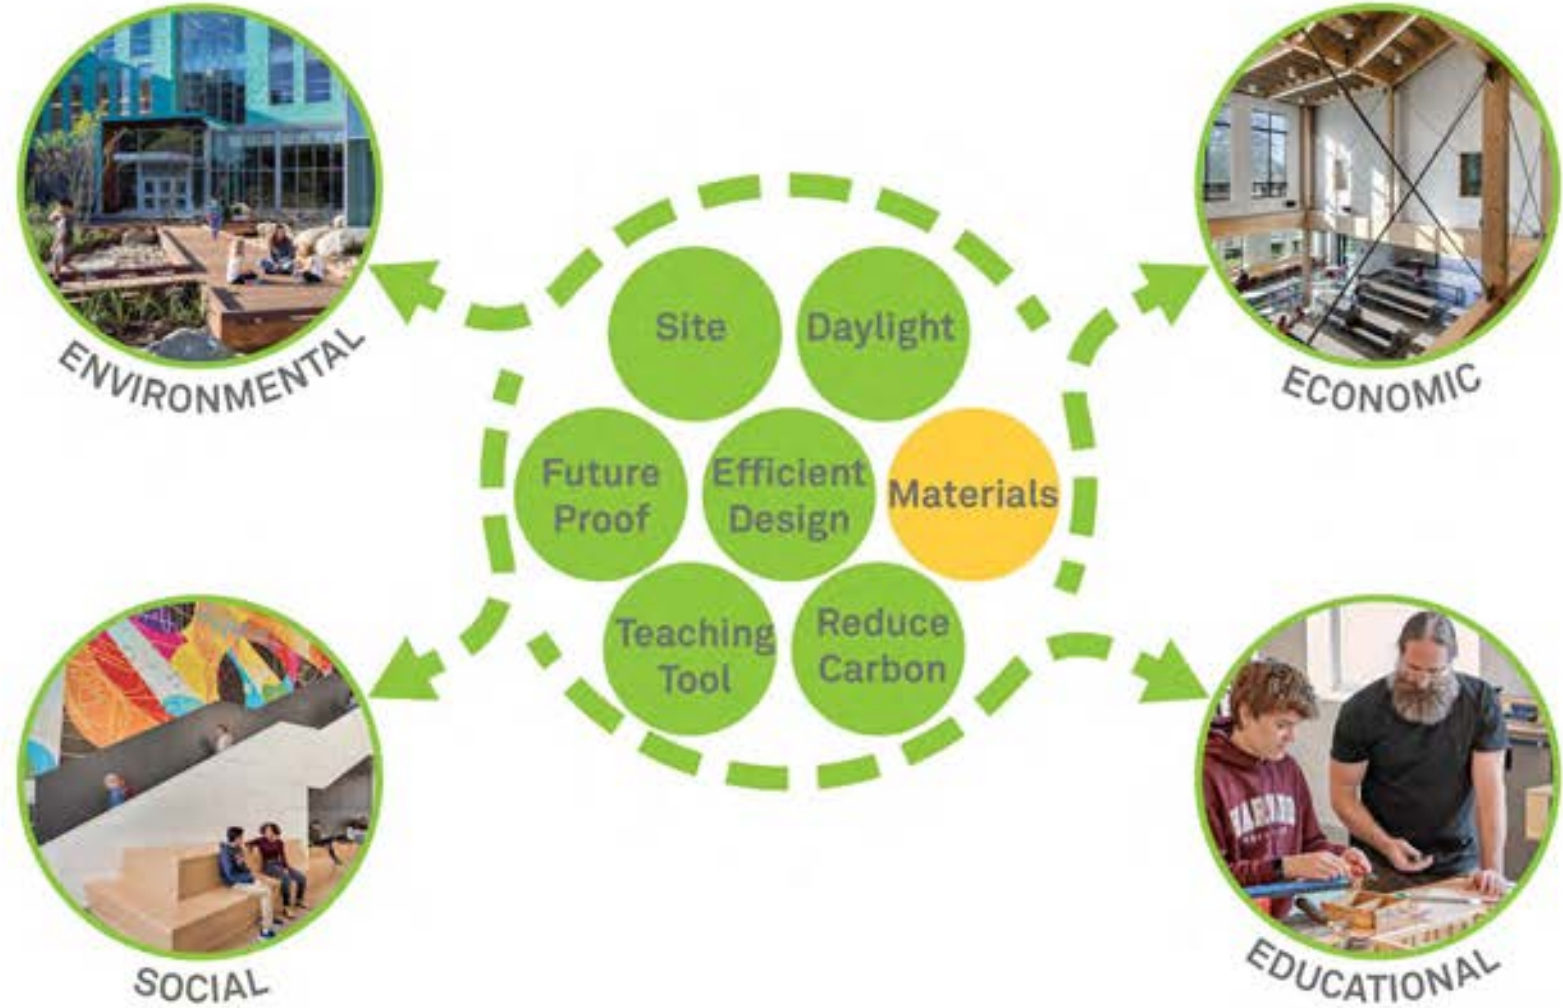 Site
Daylight
ENVIRONMENTAL
ECONOMIC
Future
Proof
Efficient
Design
Materials
Teaching
Tool
Reduce
Carbon
SOCIAL
EDUCATIONAL